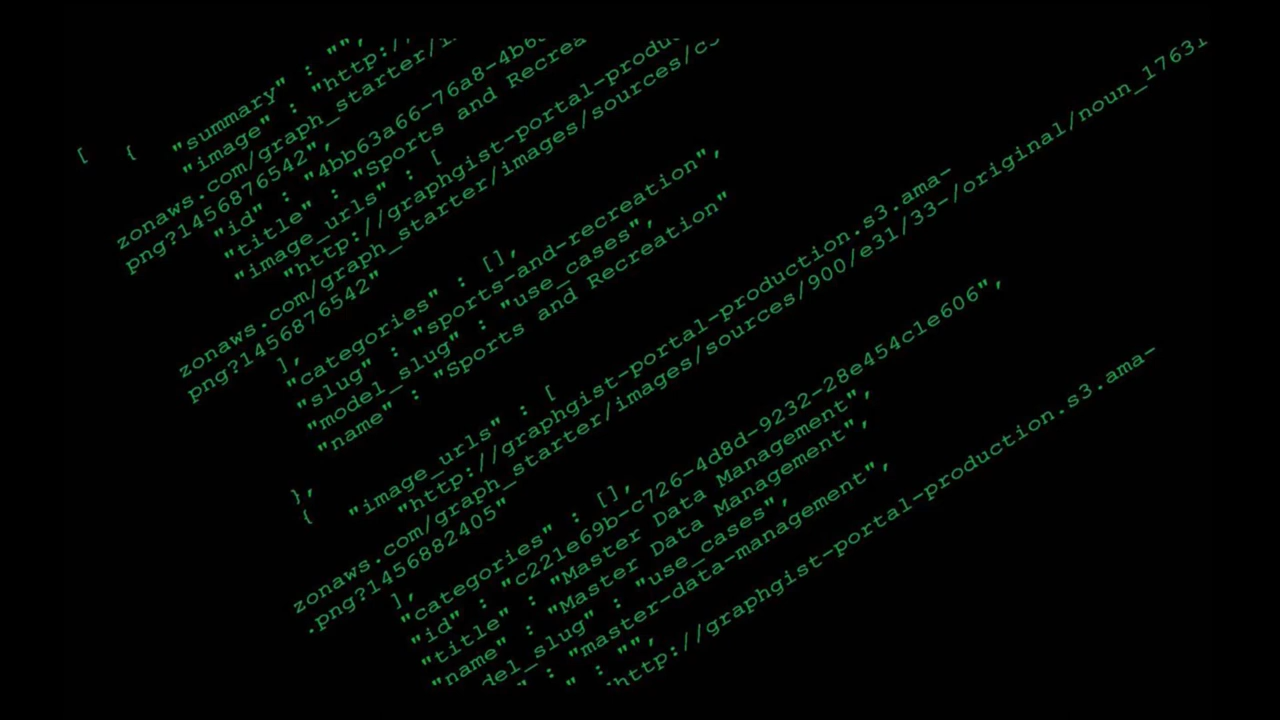 [ { "summary" : "",
"image" : "http:/
zonaws.com/graph_starter/
png?1456876542",
"id" : "4bb63a66-76a8-4b6
"title" : "Sports and Recrea
"image_urls" : [
"http://graphgist-portal-produ
zonaws.com/graph_starter/images/sources/c
png?1456876542"
],
"categories" : [],
"slug" : "sports-and-recreation",
"model_slug" : "use_cases",
"name" : "Sports and Recreation"
},
{ "image_urls" : [
"http://graphgist-portal-production.s3.ama-
zonaws.com/graph_starter/images/sources/900/e31/33-/original/noun_1763
.png?1456882405"
],
"categories" : [],
"id" : "c221e69b-c726-4d8d-9232-28e454c1e606",
"title" : "Master Data Management",
"name" : "Master Data Management",
del_slug" : "use_cases",
" : "master-data-management",
" : "",
http://graphgist-portal-production.s3.ama-